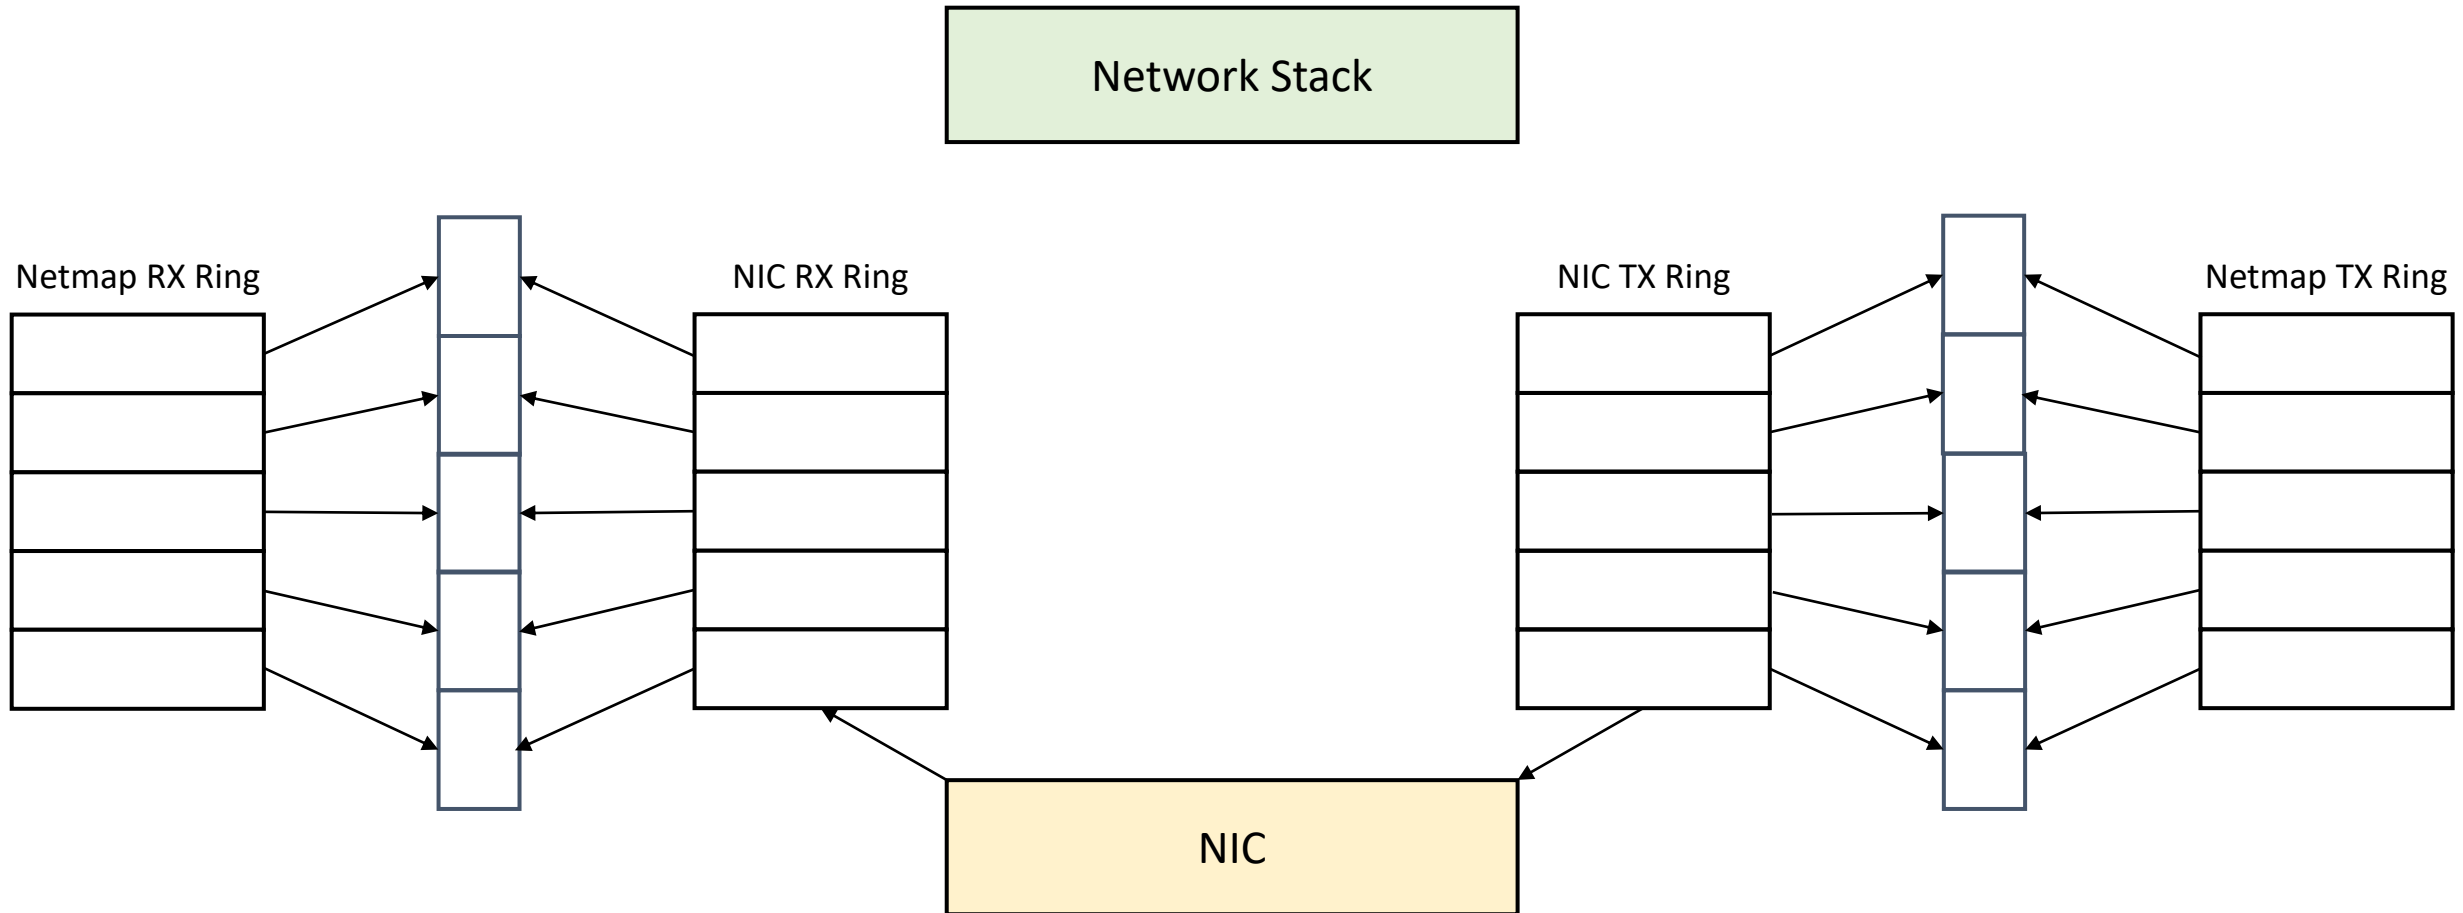 Network Stack
Netmap RX Ring
NIC RX Ring
NIC TX Ring
Netmap TX Ring
NIC